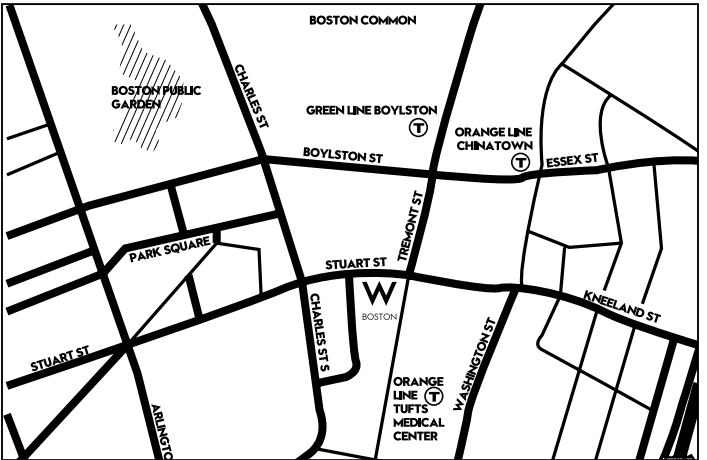 BOSTON COMMON
BOSTON PUBLIC
GARDEN
CHARLES ST
GREEN LINE BOYLSTON
T
ORANGE LINE
CHINATOWN
T
BOYLSTON ST
ESSEX ST
TREMONT ST
PARK SQUARE
STUART ST
W
BOSTON
KNEELAND ST
CHARLES ST S
WASHINGTON ST
STUART ST
ARLINGTO
ORANGE
LINE T
TUFTS
MEDICAL
CENTER